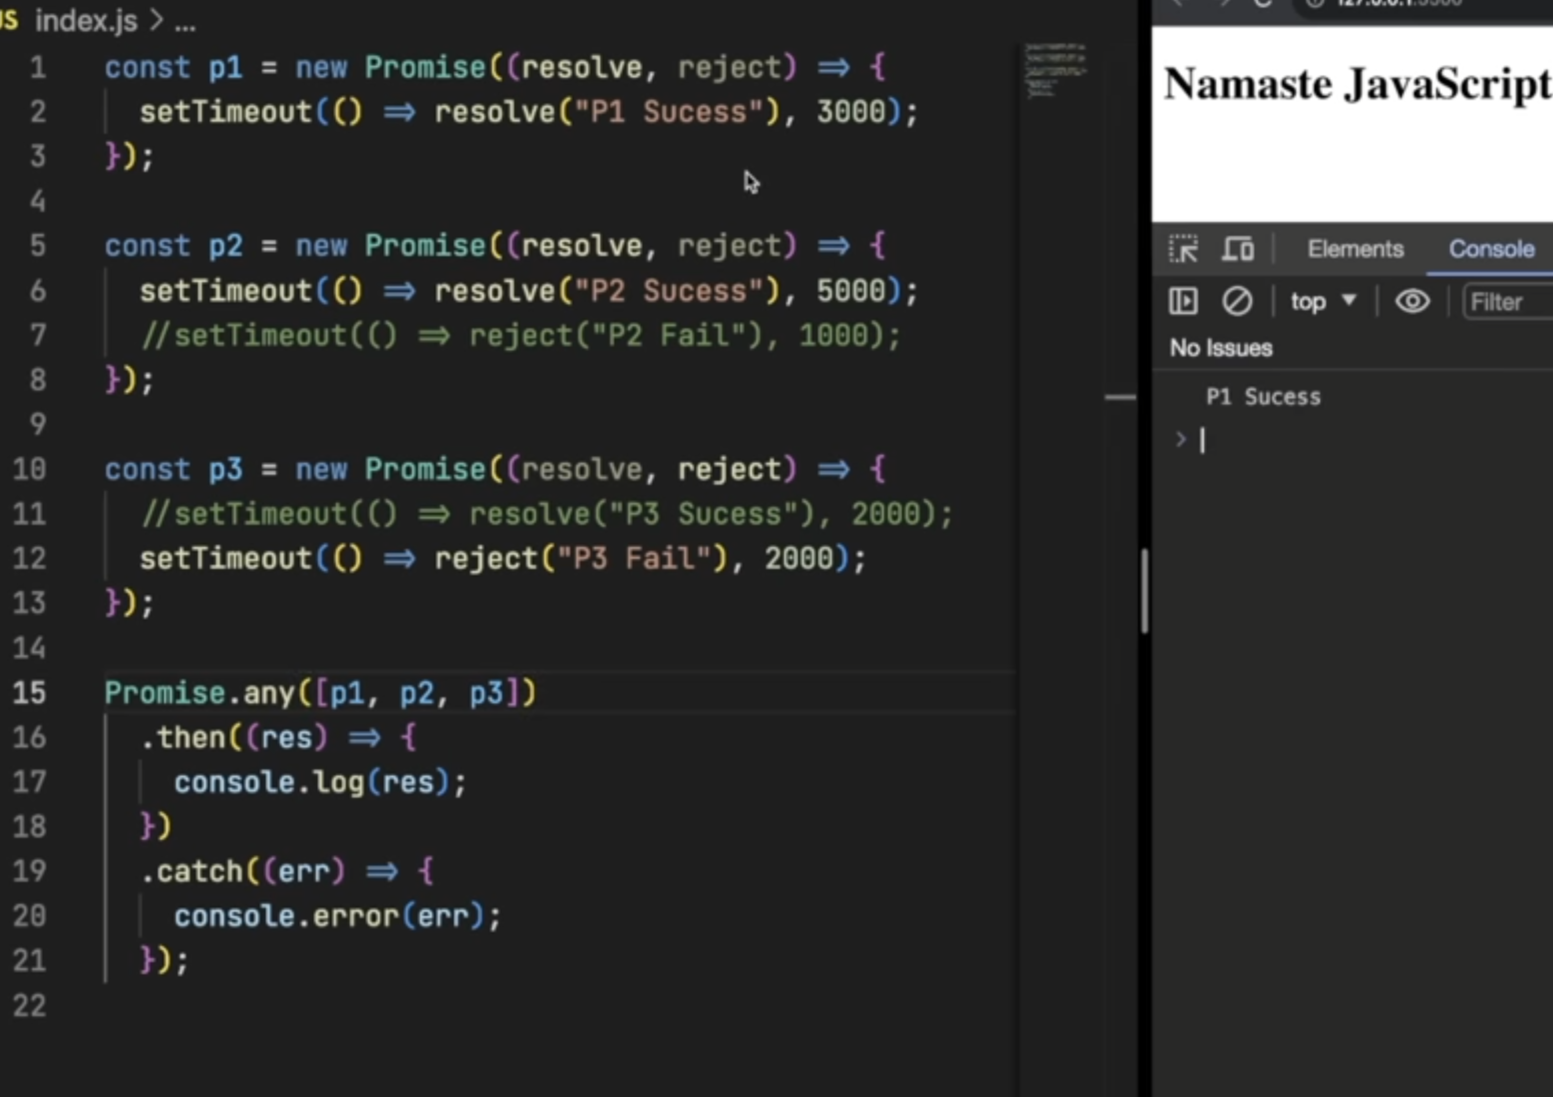 JS index.js > ...
1 const p1 = new Promise((resolve, reject) => {
2 setTimeout(() => resolve("P1 Sucess"), 3000);
3 });
4
5 const p2 = new Promise((resolve, reject) => {
6 setTimeout(() => resolve("P2 Sucess"), 5000);
7 //setTimeout(() => reject("P2 Fail"), 1000);
8 });
9
10 const p3 = new Promise((resolve, reject) => {
11 //setTimeout(() => resolve("P3 Sucess"), 2000);
12 setTimeout(() => reject("P3 Fail"), 2000);
13 });
14
15 Promise.any([p1, p2, p3])
16 .then((res) => {
17 console.log(res);
18 })
19 .catch((err) => {
20 console.error(err);
21 });
22
Namaste JavaScript
Elements Console
top Filter
No Issues
P1 Sucess
>